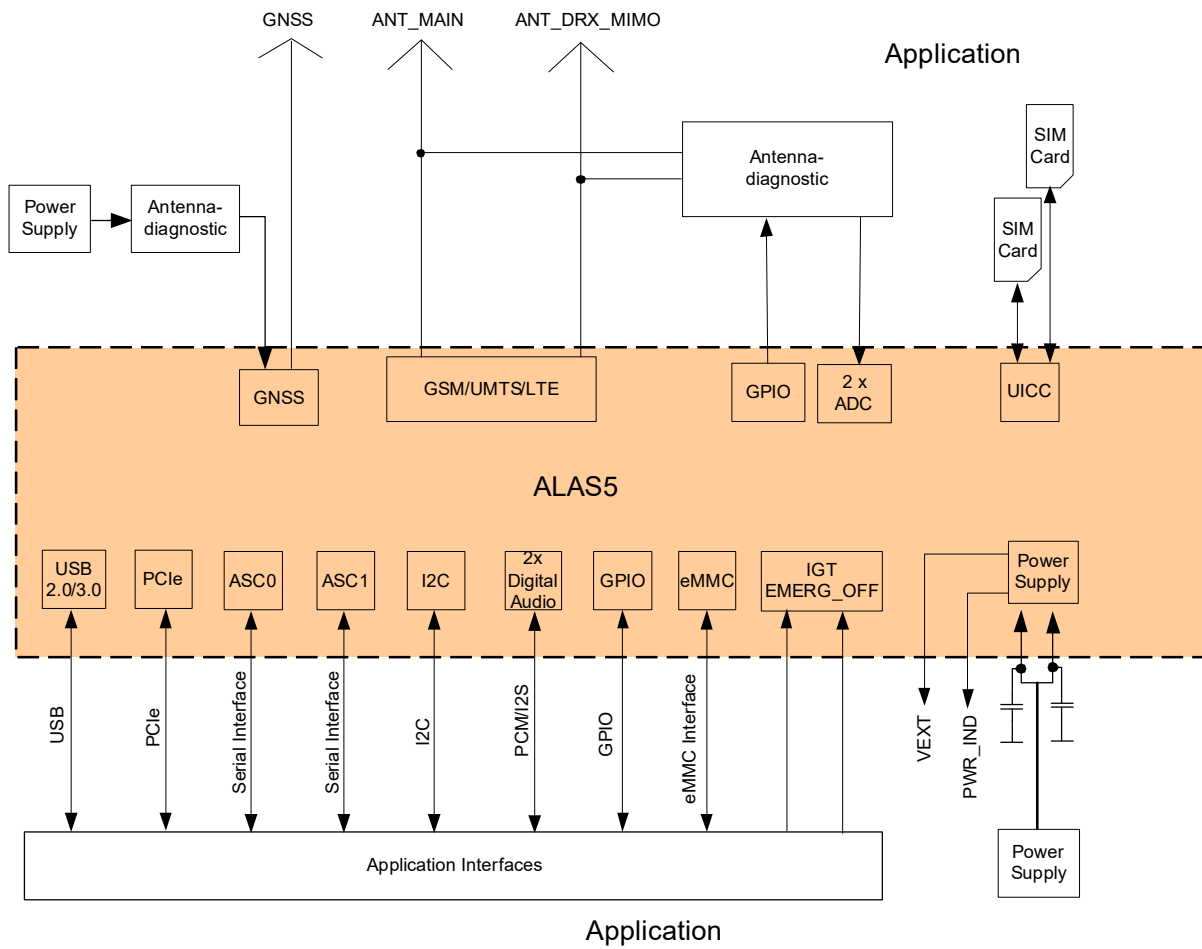 GNSS
ANT_MAIN
ANT_DRX_MIMO
Application
SIM
Card
Antenna-
diagnostic
Power
Supply
Antenna-
diagnostic
SIM
Card
GNSS
GSM/UMTS/LTE
GPIO
2 x
ADC
UICC
ALAS5
USB
2.0/3.0
PCIe
ASC0
ASC1
I2C
2x
Digital
Audio
GPIO
eMMC
IGT
EMERG_OFF
Power
Supply
USB
PCIe
Serial Interface
Serial Interface
I2C
PCM/I2S
GPIO
eMMC Interface
VEXT
PWR_IND
Application Interfaces
Power
Supply
Application